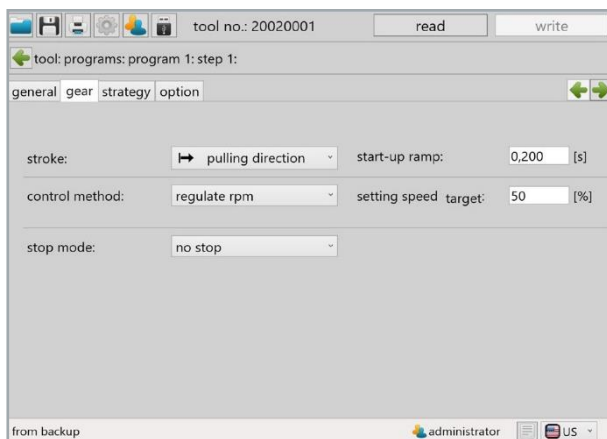 tool no.: 20020001 read write
tool: programs: program 1: step 1:
general gear strategy option
stroke: pulling direction start-up ramp: 0,200 [s]
control method: regulate rpm setting speed target: 50 [%]
stop mode: no stop
from backup administrator US